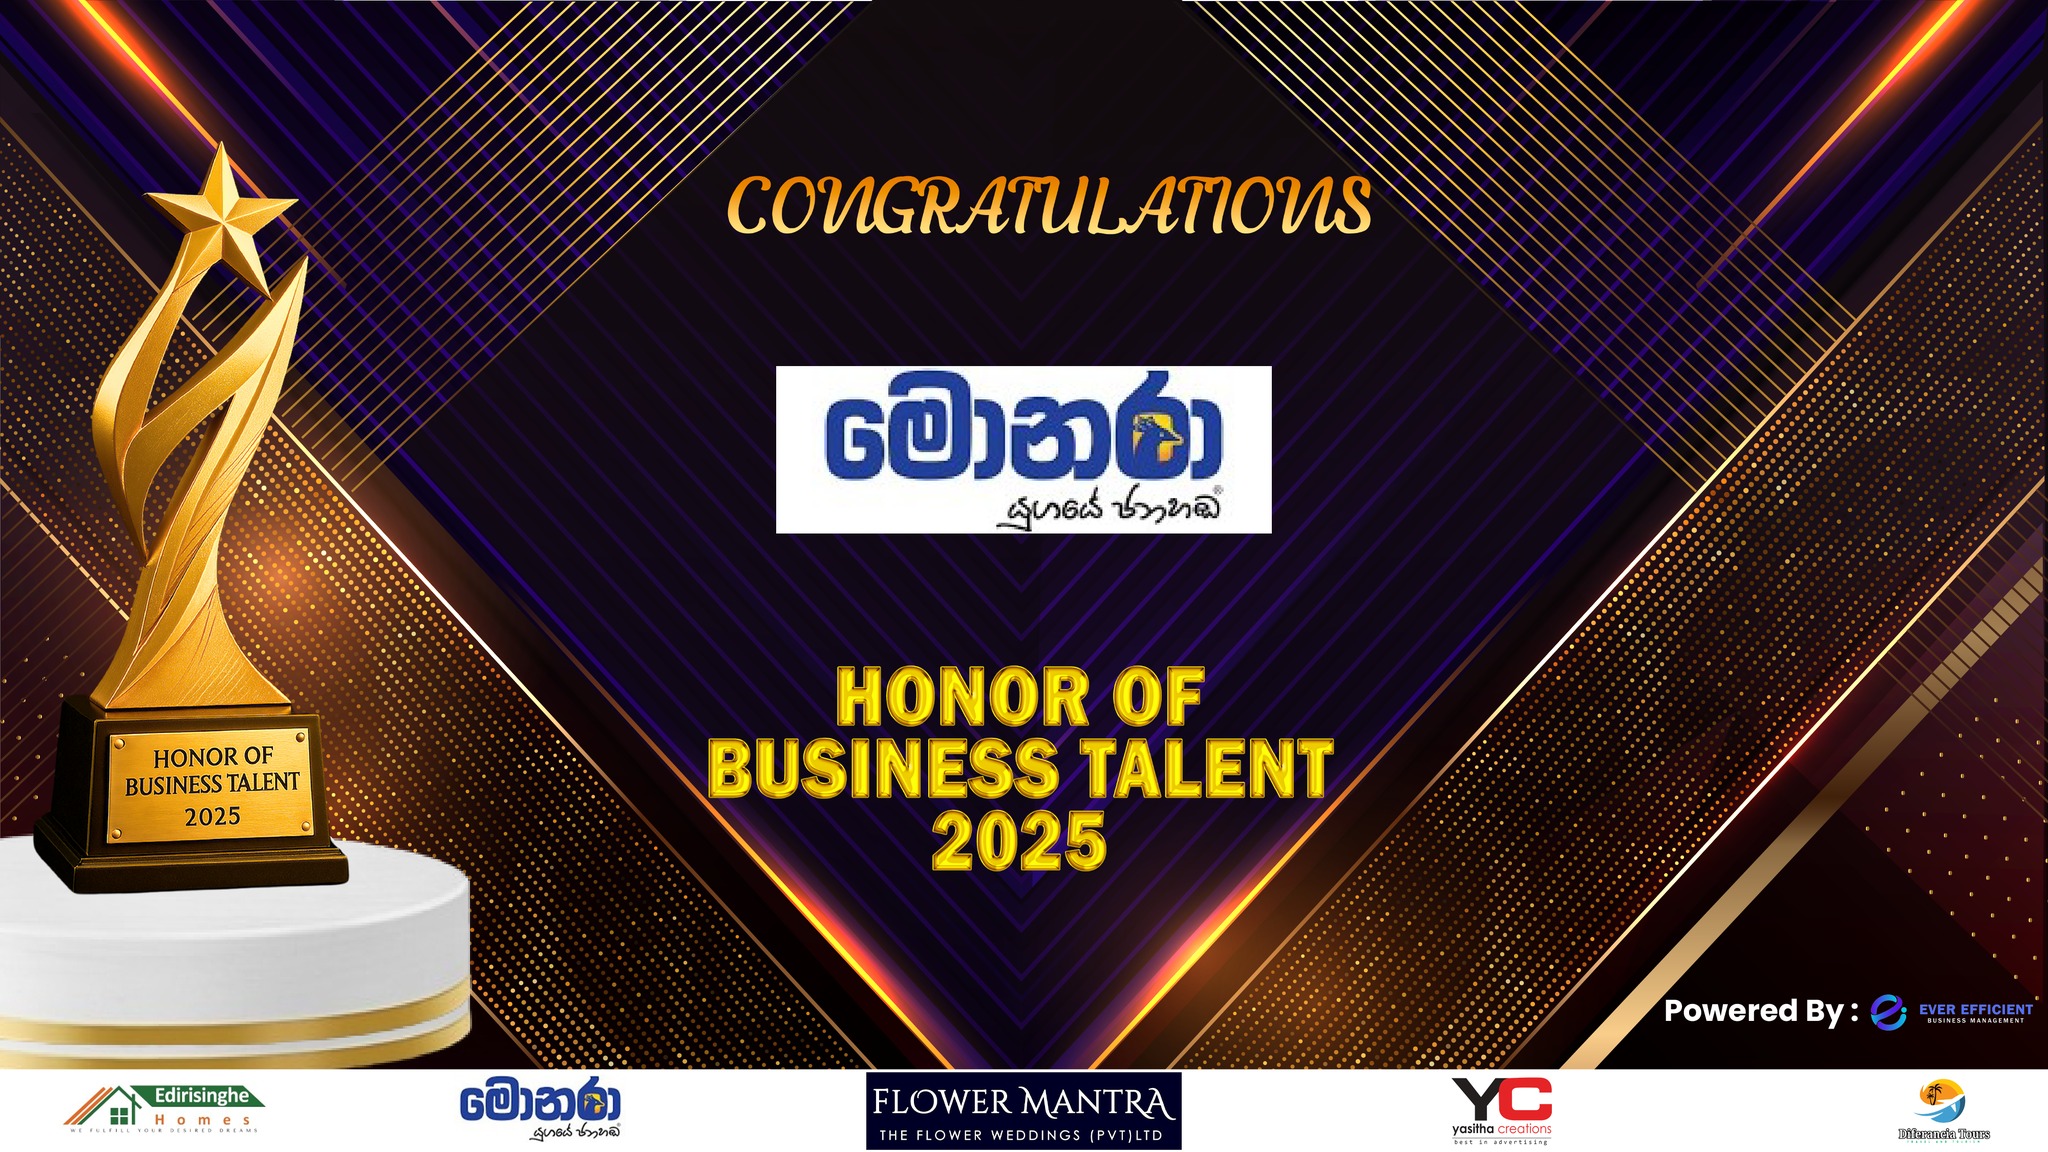 CONGRATULATIONS
මොනරා
යුගයේ ජනහඬ
HONOR OF
BUSINESS TALENT
2025
HONOR OF
BUSINESS TALENT
2025
Powered By :
EVER EFFICIENT
BUSINESS MANAGEMENT
Edirisinghe
Homes
WE FULFILL YOUR DESIRED DREAMS
මොනරා
යුගයේ ජනහඬ
FLOWER MANTRA
THE FLOWER WEDDINGS (PVT)LTD
YC
yasitha creations
best in advertising
Diferancia Tours